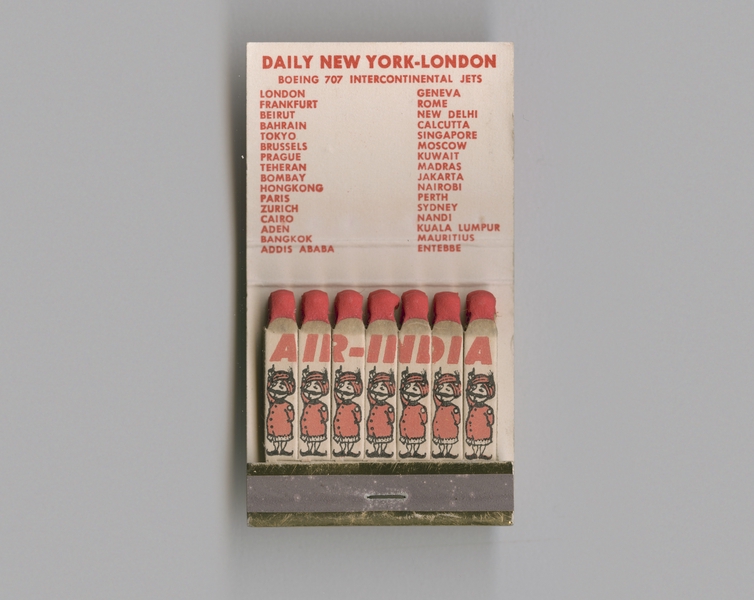 DAILY NEW YORK-LONDON
BOEING 707 INTERCONTINENTAL JETS
LONDON
FRANKFURT
BEIRUT
BAHRAIN
TOKYO
BRUSSELS
PRAGUE
TEHERAN
BOMBAY
HONGKONG
PARIS
ZURICH
CAIRO
ADEN
BANGKOK
ADDIS ABABA
GENEVA
ROME
NEW DELHI
CALCUTTA
SINGAPORE
MOSCOW
KUWAIT
MADRAS
JAKARTA
NAIROBI
PERTH
SYDNEY
NANDI
KUALA LUMPUR
MAURITIUS
ENTEBBE
AIR-INDIA